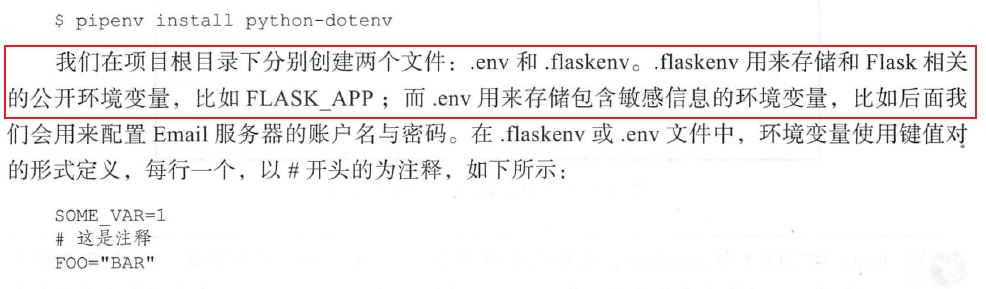 $ pipenv install python-dotenv
我们在项目根目录下分别创建两个文件：.env 和 .flaskenv。.flaskenv 用来存储和 Flask 相关
的公开环境变量，比如 FLASK_APP；而 .env 用来存储包含敏感信息的环境变量，比如后面我
们会用来配置 Email 服务器的账户名与密码。在 .flaskenv 或 .env 文件中，环境变量使用键值对
的形式定义，每行一个，以 # 开头的为注释，如下所示：
SOME_VAR=1
# 这是注释
FOO="BAR"